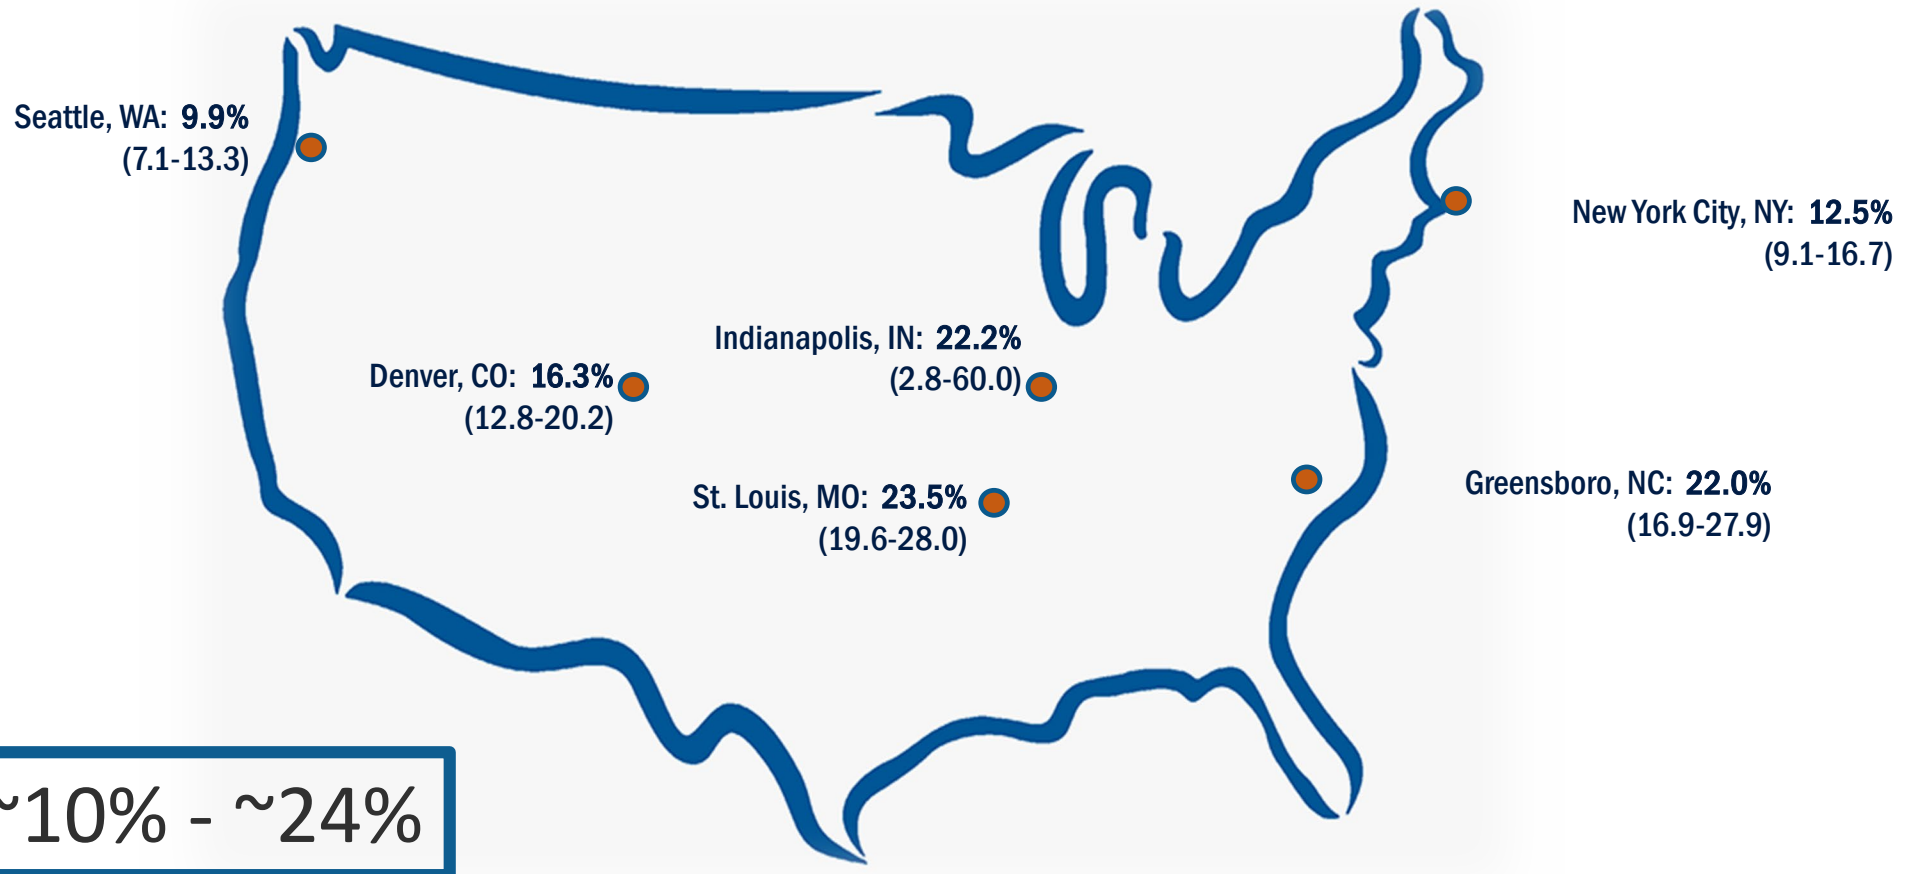 Seattle, WA: 9.9%
(7.1-13.3)
New York City, NY: 12.5%
(9.1-16.7)
Indianapolis, IN: 22.2%
(2.8-60.0)
Denver, CO: 16.3%
(12.8-20.2)
St. Louis, MO: 23.5%
(19.6-28.0)
Greensboro, NC: 22.0%
(16.9-27.9)
~10% - ~24%